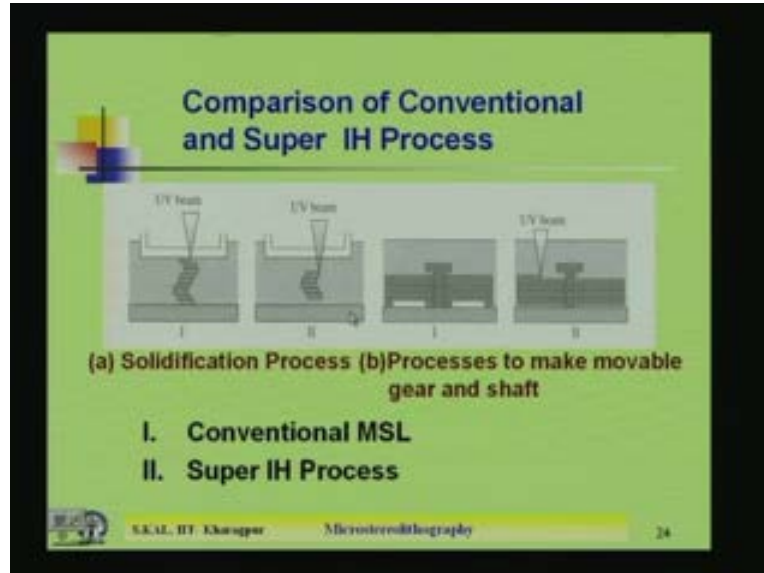 Comparison of Conventional
and Super IH Process
UV beam
UV beam
UV beam
I
II
I
II
(a) Solidification Process (b)Processes to make movable
gear and shaft
I. Conventional MSL
II. Super IH Process
S.KAL, IIT Kharagpur
Microstereolithography
24